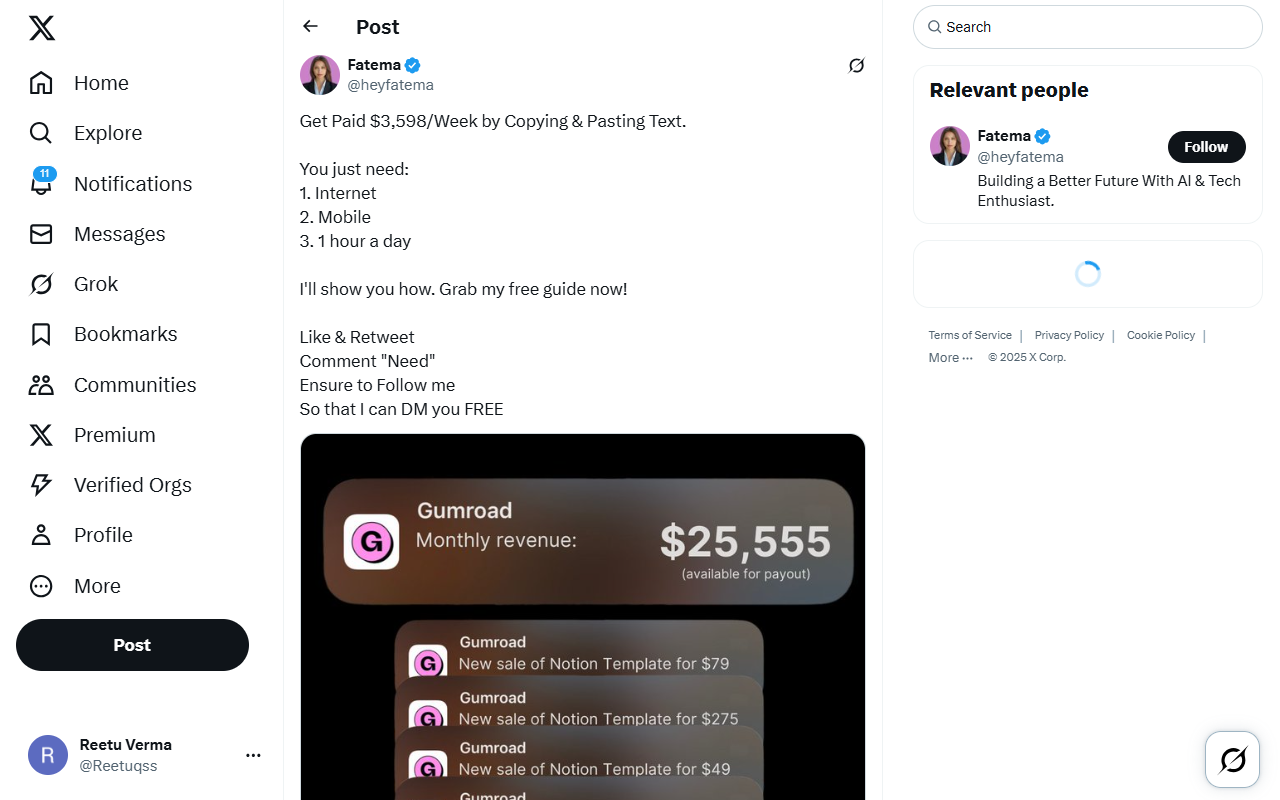 Home
Explore
11
Notifications
Messages
Grok
Bookmarks
Communities
Premium
Verified Orgs
Profile
More
Post
R
Reetu Verma
@Reetuqss
Post
Fatema
@heyfatema
Get Paid $3,598/Week by Copying & Pasting Text.
You just need:
1. Internet
2. Mobile
3. 1 hour a day
I'll show you how. Grab my free guide now!
Like & Retweet
Comment "Need"
Ensure to Follow me
So that I can DM you FREE
G
Gumroad
Monthly revenue:
$25,555
(available for payout)
G
Gumroad
New sale of Notion Template for $79
G
Gumroad
New sale of Notion Template for $275
G
Gumroad
New sale of Notion Template for $49
Gumroad
Search
Relevant people
Fatema
@heyfatema
Follow
Building a Better Future With AI & Tech
Enthusiast.
Terms of Service | Privacy Policy | Cookie Policy |
More ··· © 2025 X Corp.